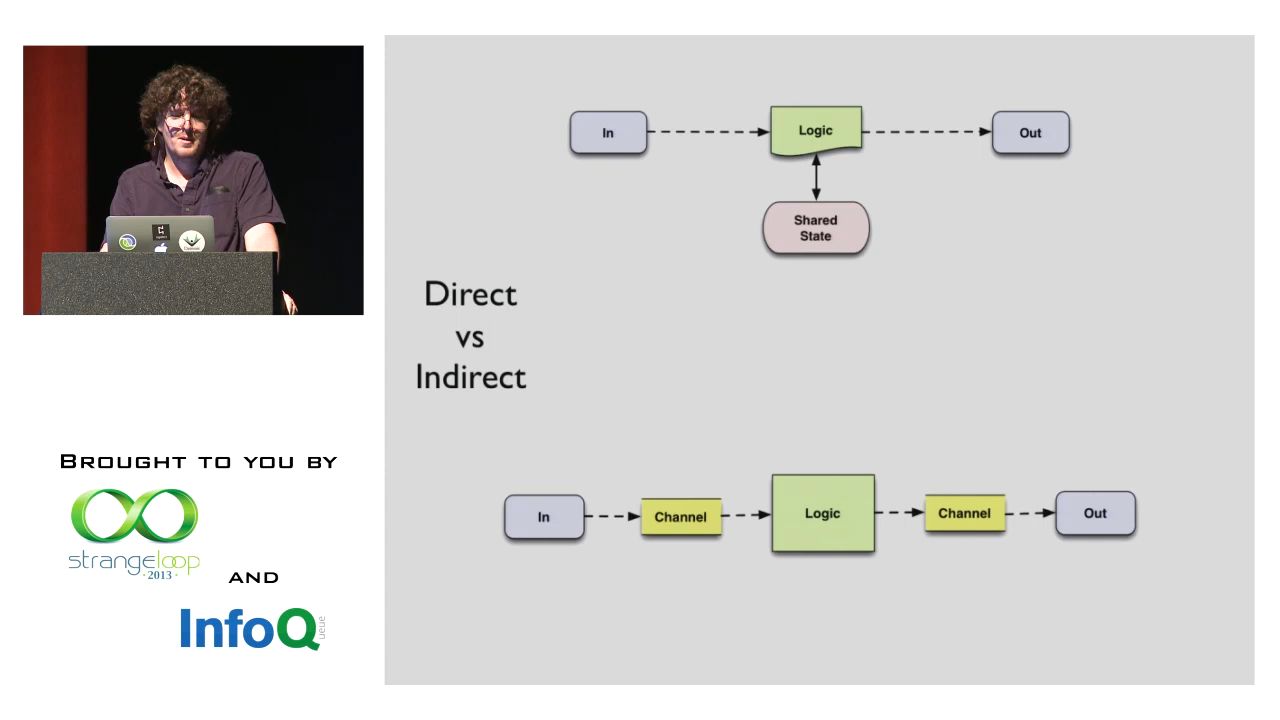 In
Logic
Out
Shared
State
Direct
vs
Indirect
In
Channel
Logic
Channel
Out
BROUGHT TO YOU BY
strangeloop
·2013·
AND
InfoQ
ueue